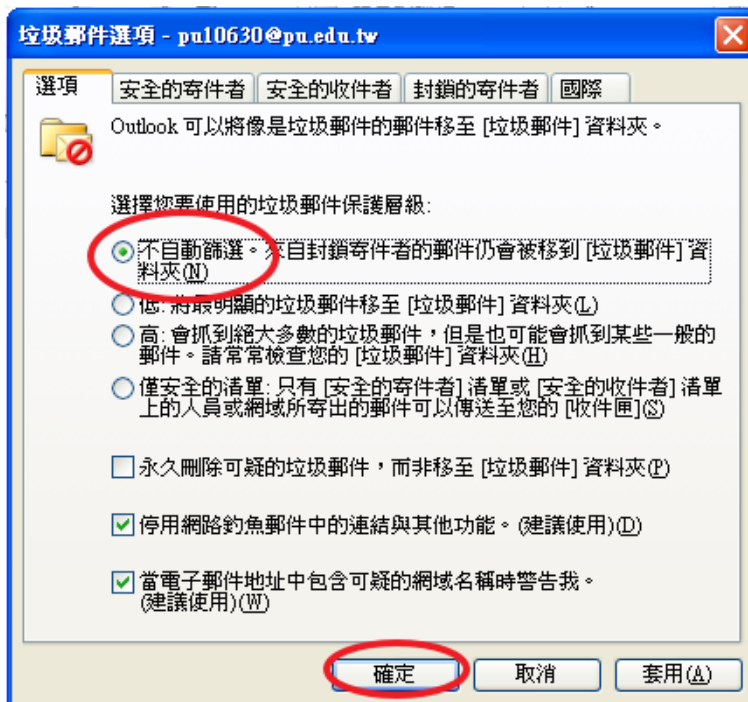 垃圾郵件選項 - pu10630@pu.edu.tw
選項 安全的寄件者 安全的收件者 封鎖的寄件者 國際
Outlook 可以將像是垃圾郵件的郵件移至 [垃圾郵件] 資料夾。
選擇您要使用的垃圾郵件保護層級:
不自動篩選。來自封鎖寄件者的郵件仍會被移到 [垃圾郵件] 資
料夾(N)
低: 將最明顯的垃圾郵件移至 [垃圾郵件] 資料夾(L)
高: 會抓到絕大多數的垃圾郵件，但是也可能會抓到某些一般的
郵件。請常常檢查您的 [垃圾郵件] 資料夾(H)
僅安全的清單: 只有 [安全的寄件者] 清單或 [安全的收件者] 清單
上的人員或網域所寄出的郵件可以傳送至您的 [收件匣](S)
永久刪除可疑的垃圾郵件，而非移至 [垃圾郵件] 資料夾(P)
停用網路釣魚郵件中的連結與其他功能。(建議使用)(D)
當電子郵件地址中包含可疑的網域名稱時警告我。
(建議使用)(W)
確定 取消 套用(A)